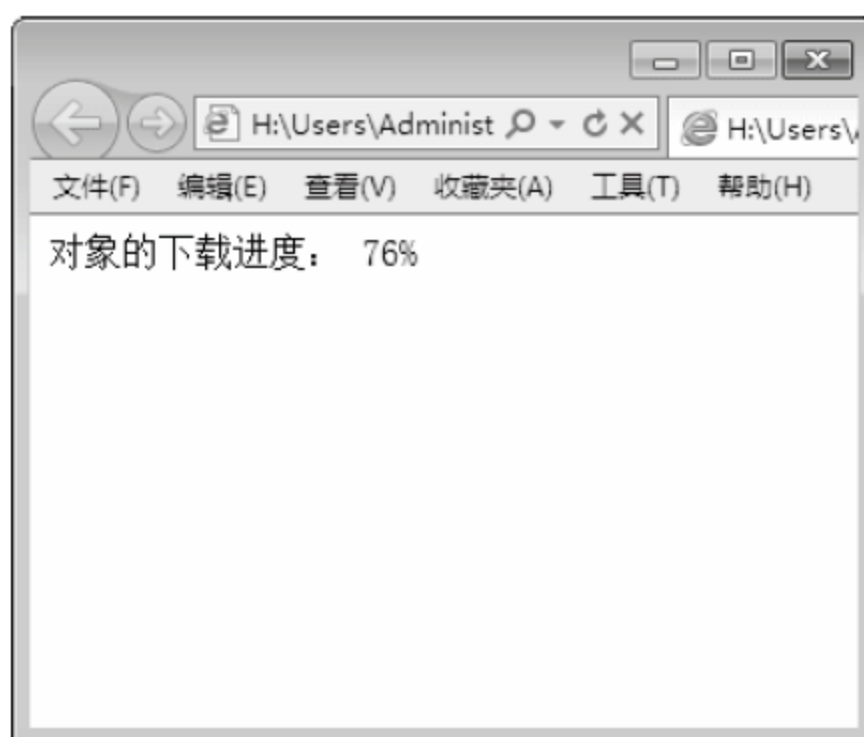 H:\Users\Administ
H:\Users\
文件(F) 编辑(E) 查看(V) 收藏夹(A) 工具(T) 帮助(H)
对象的下载进度： 76%